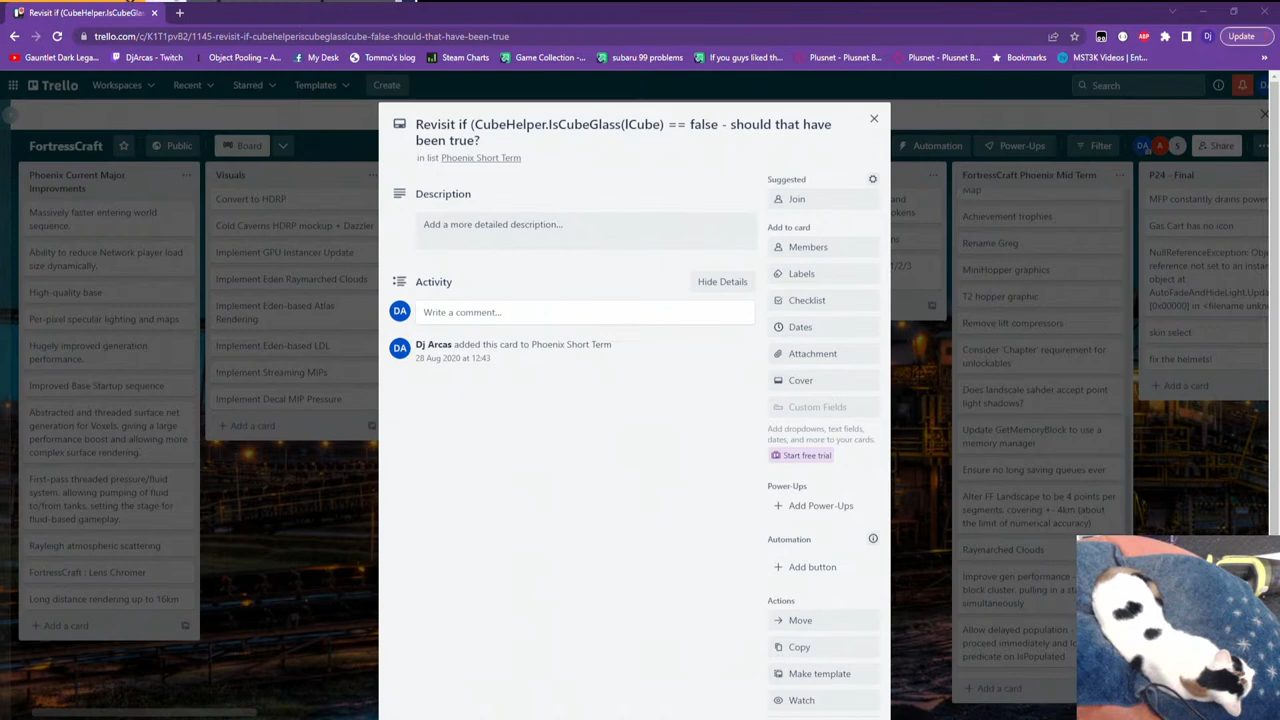 Revisit if (CubeHelper.IsCubeGlas
trello.com/c/K1T1pvB2/1145-revisit-if-cubehelperiscubeglasslcube-false-should-that-have-been-true
Update
Gauntlet Dark Lega...
DjArcas - Twitch
Object Pooling – A...
My Desk
Tommo's blog
Steam Charts
Game Collection -...
subaru 99 problems
If you guys liked th...
Plusnet - Plusnet B...
Plusnet - Plusnet B...
Bookmarks
MST3K Videos | Ent...
Trello
Workspaces
Recent
Starred
Templates
Create
Search
FortressCraft
Public
Board
Automation
Power-Ups
Filter
DA
A
S
Share
Phoenix Current Major Improvments
Massively faster entering world sequence.
Ability to reduce Network player load size dynamically.
High-quality base
Per-pixel specular lighting and maps
Hugely improved generation performance.
Improved Base Startup sequence.
Abstracted and threaded surface net generation for Voxels, giving a large performance boost and allowing more complex surface rendering.
First-pass threaded pressure/fluid system, allowing pumping of fluid to/from tanks, setting the stage for fluid-based gameplay.
Rayleigh atmospheric scattering
FortressCraft : Lens Chromer
Long distance rendering up to 16km
Add a card
Visuals
Convert to HDRP
Cold Caverns HDRP mockup + Dazzler
Implement GPU Instancer Update
Implement Eden Raymarched Clouds
Implement Eden-based Atlas Rendering
Implement Eden-based LDL
Implement Streaming MIPs
Implement Decal MIP Pressure
Add a card
Revisit if (CubeHelper.IsCubeGlass(lCube) == false - should that have
been true?
in list Phoenix Short Term
Description
Add a more detailed description...
Activity
Hide Details
DA
Write a comment...
DA
Dj Arcas added this card to Phoenix Short Term
28 Aug 2020 at 12:43
Suggested
Join
Add to card
Members
Labels
Checklist
Dates
Attachment
Cover
Custom Fields
Add dropdowns, text fields,
dates, and more to your cards.
Start free trial
Power-Ups
Add Power-Ups
Automation
Add button
Actions
Move
Copy
Make template
Watch
FortressCraft Phoenix Mid Term
Map
Achievement trophies
Rename Greg
MiniHopper graphics
T2 hopper graphic
Remove lift compressors
Consider 'Chapter' requirement for unlockables
Does landscape sahder accept point light shadows?
Update GetMemoryBlock to use a memory manager
Ensure no long saving queues ever
Alter FF Landscape to be 4 points per segments, covering +- 4km (about the limit of numerical accuracy)
Raymarched Clouds
Improve gen performance -
block cluster, pulling in a
simultaneously
Allow delayed population -
proceed immediately and
predicate on IsPopulated
Add a card
P24 - Final
MFP constantly drains power
Gas Cart has no icon
NullReferenceException: Object reference not set to an instance
object at
AutoFadeAndHideLight.Updat
[0x00000] in <filename unknow
skin select
fix the helmets!
Add a card